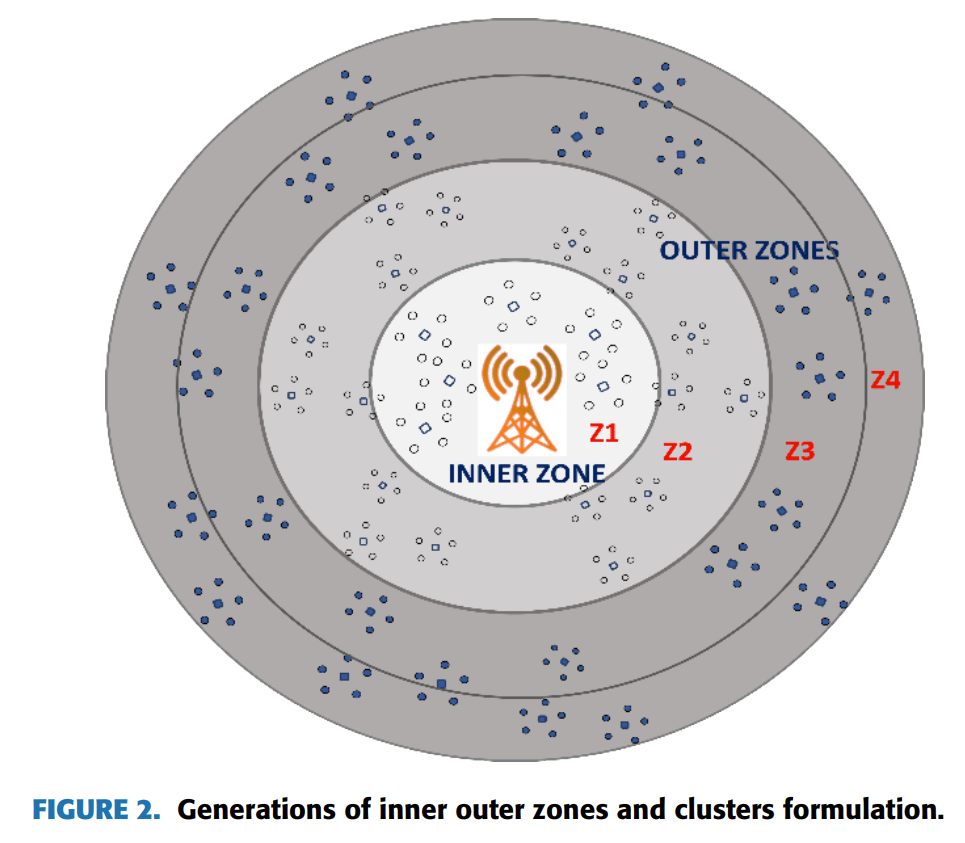 OUTER ZONES
Z4
Z1
Z2
Z3
INNER ZONE
FIGURE 2. Generations of inner outer zones and clusters formulation.